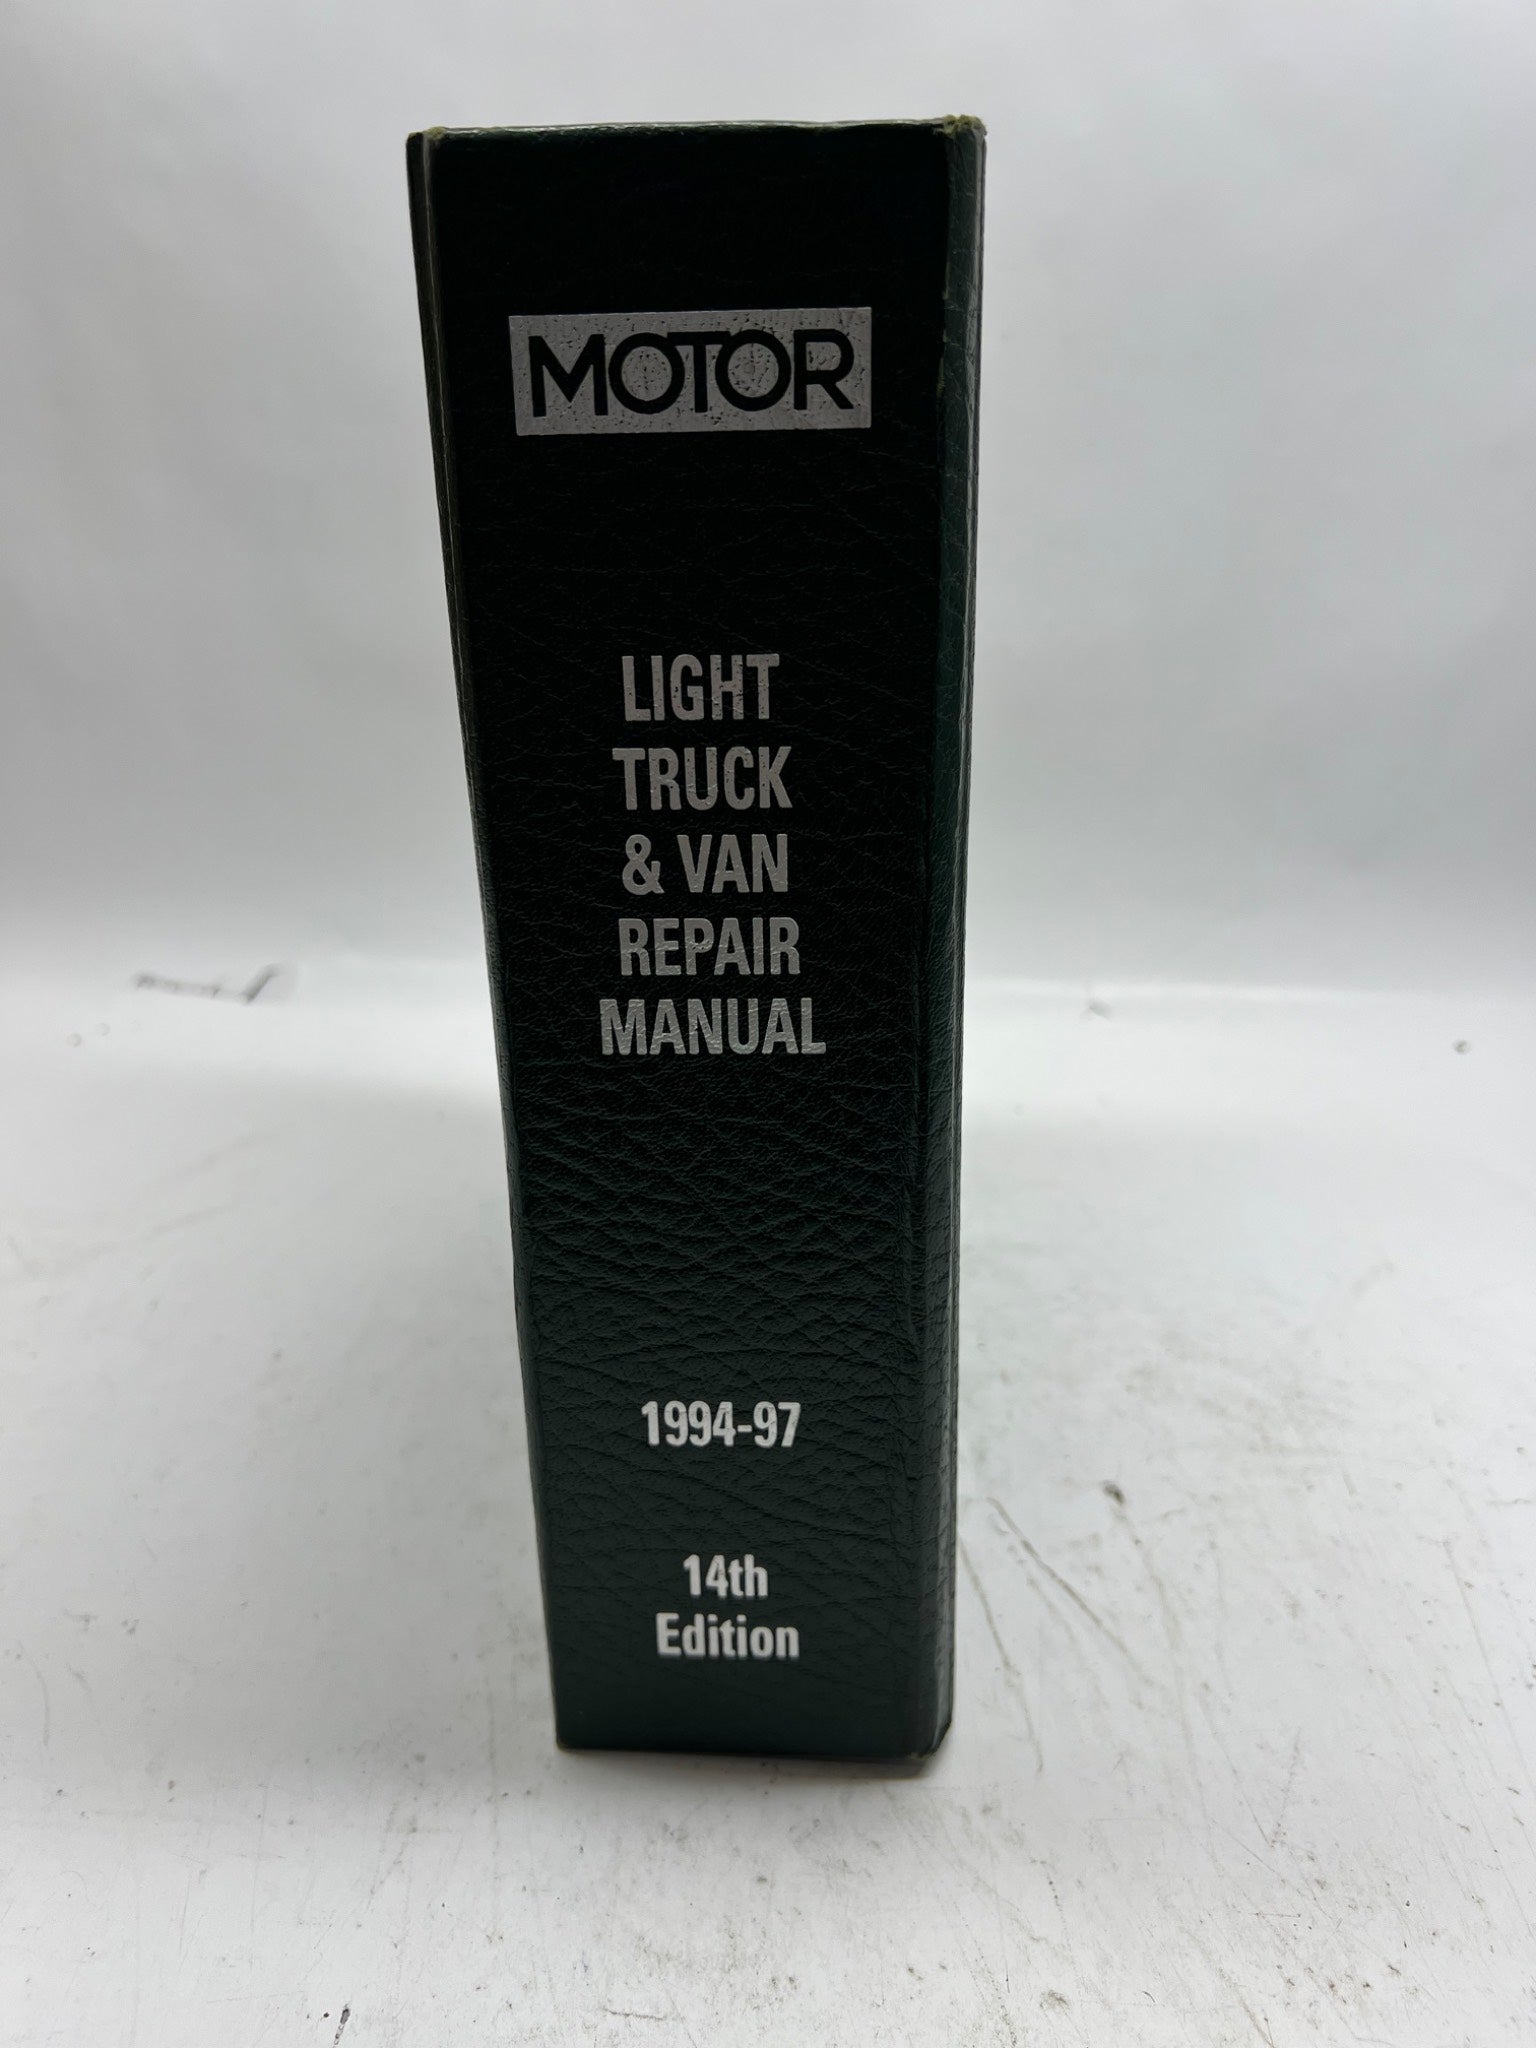 MOTOR
LIGHT
TRUCK
& VAN
REPAIR
MANUAL
1994-97
14th
Edition